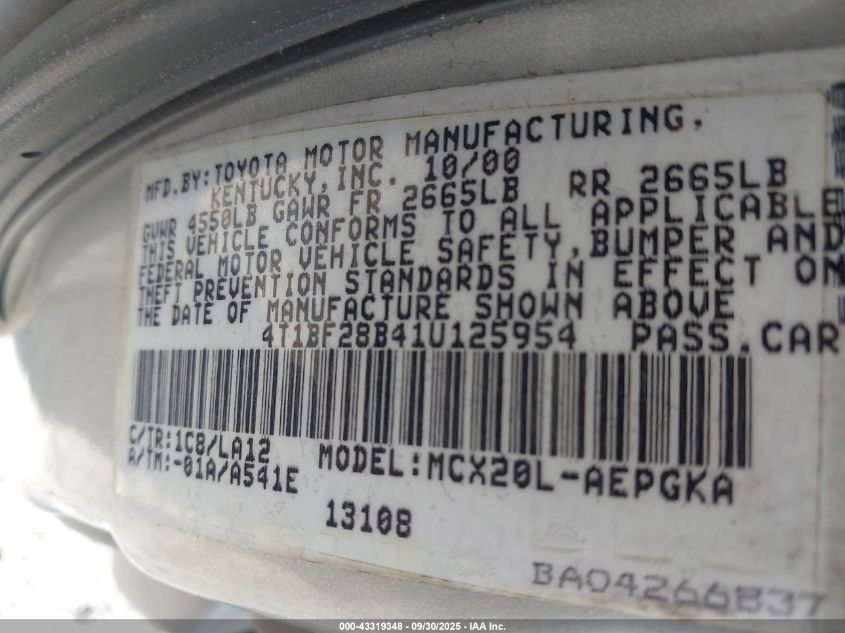 MFD.BY:TOYOTA MOTOR MANUFACTURING,
KENTUCKY,INC. 10/00
GVWR 4550LB GAWR FR 2665LB RR 2665LB
THIS VEHICLE CONFORMS TO ALL APPLICABLE
FEDERAL MOTOR VEHICLE SAFETY,BUMPER AND
THEFT PREVENTION STANDARDS IN EFFECT ON
THE DATE OF MANUFACTURE SHOWN ABOVE
4T1BF28B41U125954 PASS.CAR
C/TR:1C8/LA12
A/TM:-01A/A541E MODEL:MCX20L-AEPGKA
13108
BA04266837
000-43319348 - 09/30/2025 - IAA Inc.